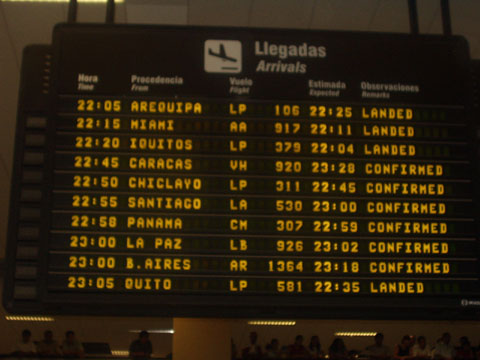 Llegadas
Arrivals
Hora Procedencia Vuelo Estimada Observaciones
Time From Flight Expected Remarks
22:05 AREQUIPA LP 106 22:25 LANDED
22:15 MIAMI AA 917 22:11 LANDED
22:20 IQUITOS LP 379 22:04 LANDED
22:45 CARACAS VH 920 23:28 CONFIRMED
22:50 CHICLAYO LP 311 22:45 CONFIRMED
22:55 SANTIAGO LA 530 23:00 CONFIRMED
22:58 PANAMA CM 307 22:59 CONFIRMED
23:00 LA PAZ LB 926 23:02 CONFIRMED
23:00 B.AIRES AR 1364 23:18 CONFIRMED
23:05 QUITO LP 581 22:35 LANDED